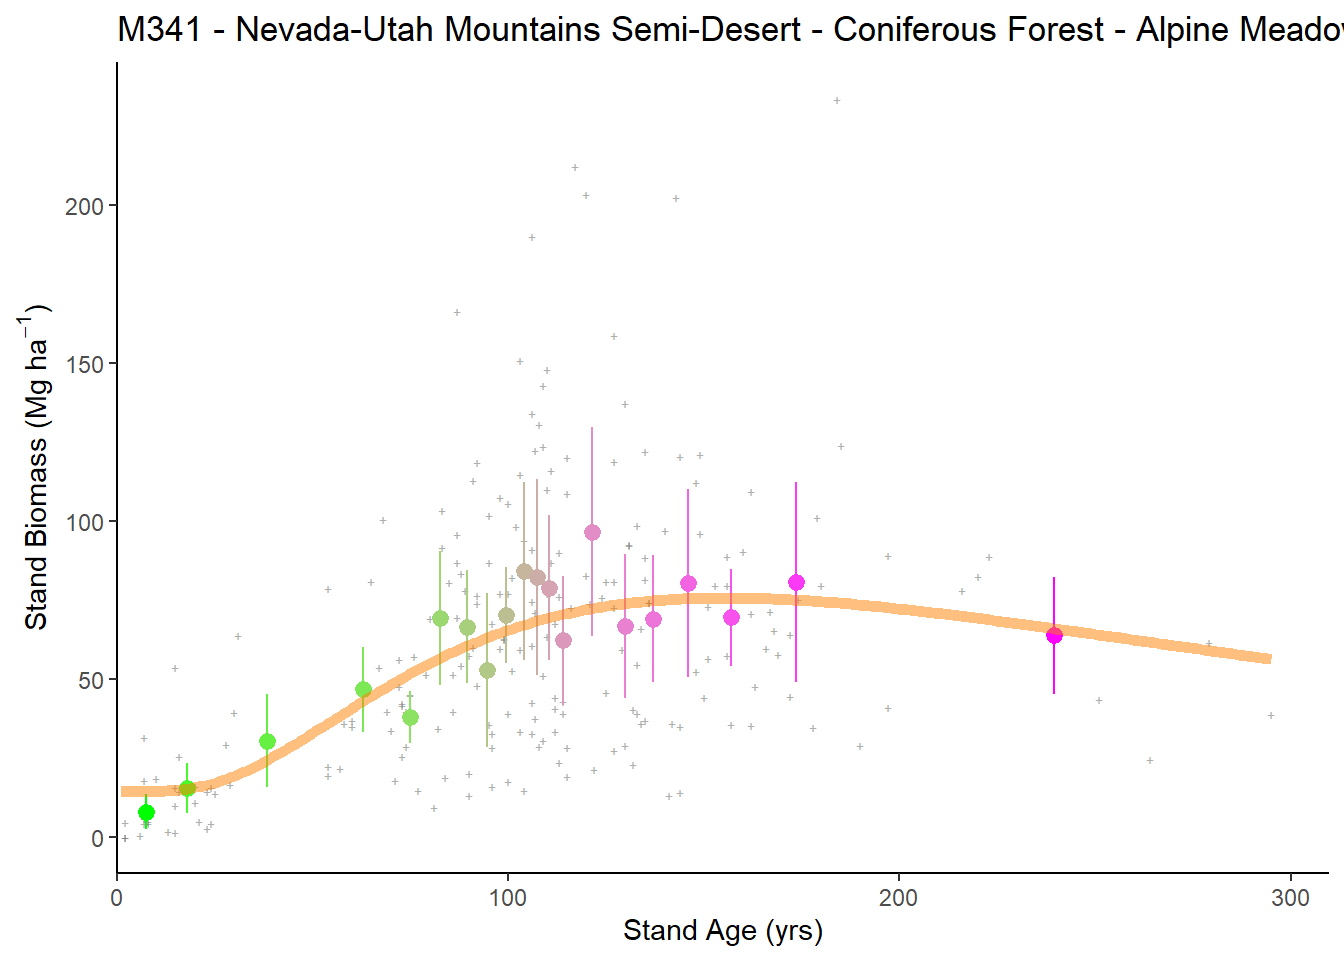 M341 - Nevada-Utah Mountains Semi-Desert - Coniferous Forest - Alpine
200
150
100
50
0
Stand Biomass (Mg ha⁻¹)
0 100 200 300
Stand Age (yrs)